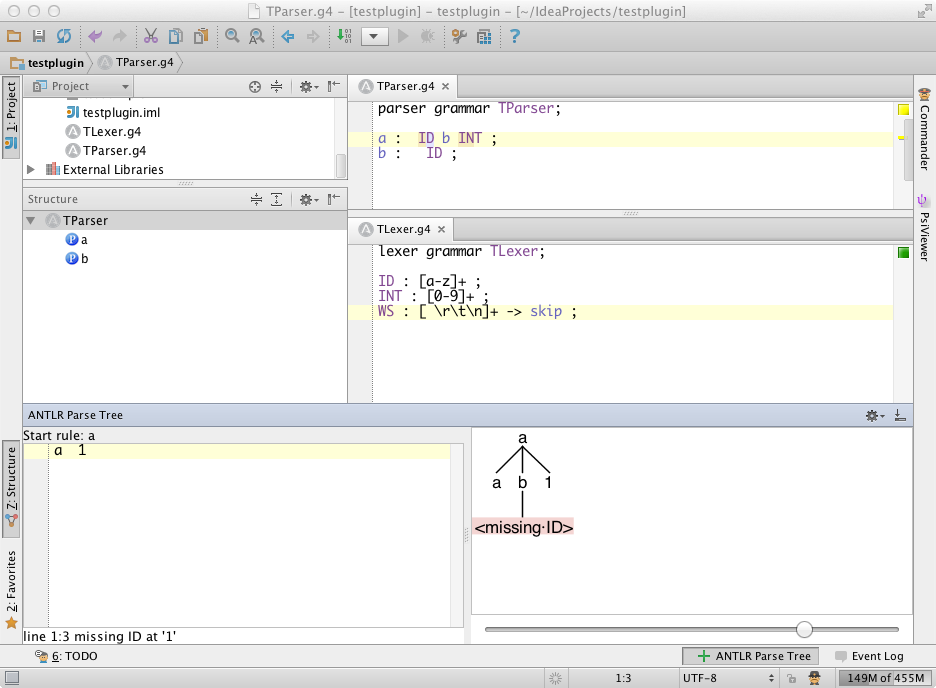 TParser.g4 - [testplugin] - testplugin - [~/IdeaProjects/testplugin]
testplugin
TParser.g4
1: Project
Project
testplugin.iml
TLexer.g4
TParser.g4
External Libraries
Structure
TParser
a
b
TParser.g4
parser grammar TParser;
a :  ID b INT ;
b :   ID ;
TLexer.g4
lexer grammar TLexer;
ID : [a-z]+ ;
INT : [0-9]+ ;
WS : [ \r\t\n]+ -> skip ;
Commander
PsiViewer
ANTLR Parse Tree
Start rule: a
a  1
a
a b 1
<missing·ID>
line 1:3 missing ID at '1'
Z: Structure
2: Favorites
6: TODO
ANTLR Parse Tree
Event Log
1:3
UTF-8
149M of 455M